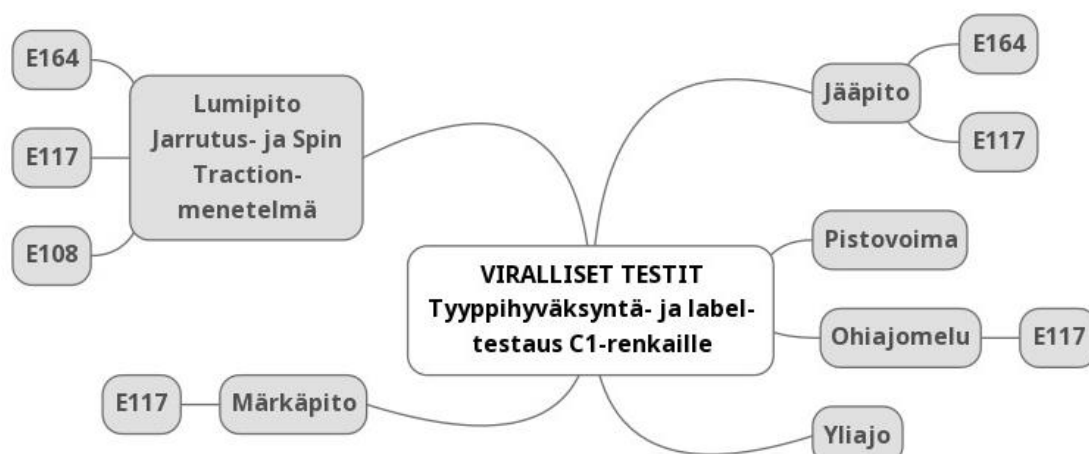 E164
Lumipito
Jarrutus- ja Spin
Traction-
menetelmä
E117
E108
Jääpito
E164
E117
Pistovoima
VIRALLISET TESTIT
Tyyppihyväksyntä- ja label-
testaus C1-renkaille
Ohiajomelu
E117
E117
Märkäpito
Yliajo